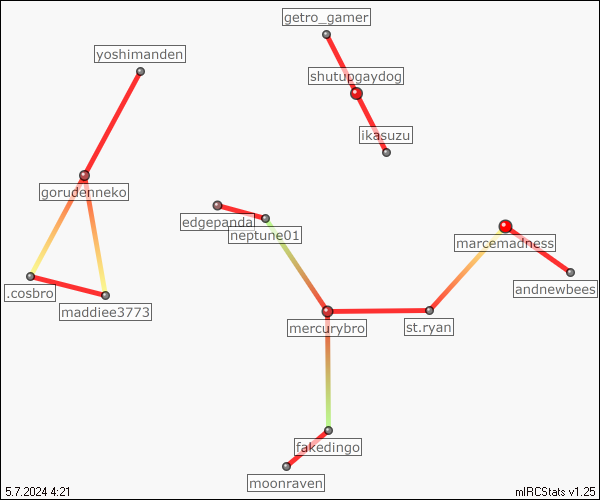 getro_gamer
yoshimanden
shutupgaydog
ikasuzu
gorudenneko
edgepanda
neptune01
marcemadness
.cosbro
andnewbees
maddiee3773
mercurybro
st.ryan
fakedingo
moonraven
5.7.2024 4:21
mIRCStats v1.25